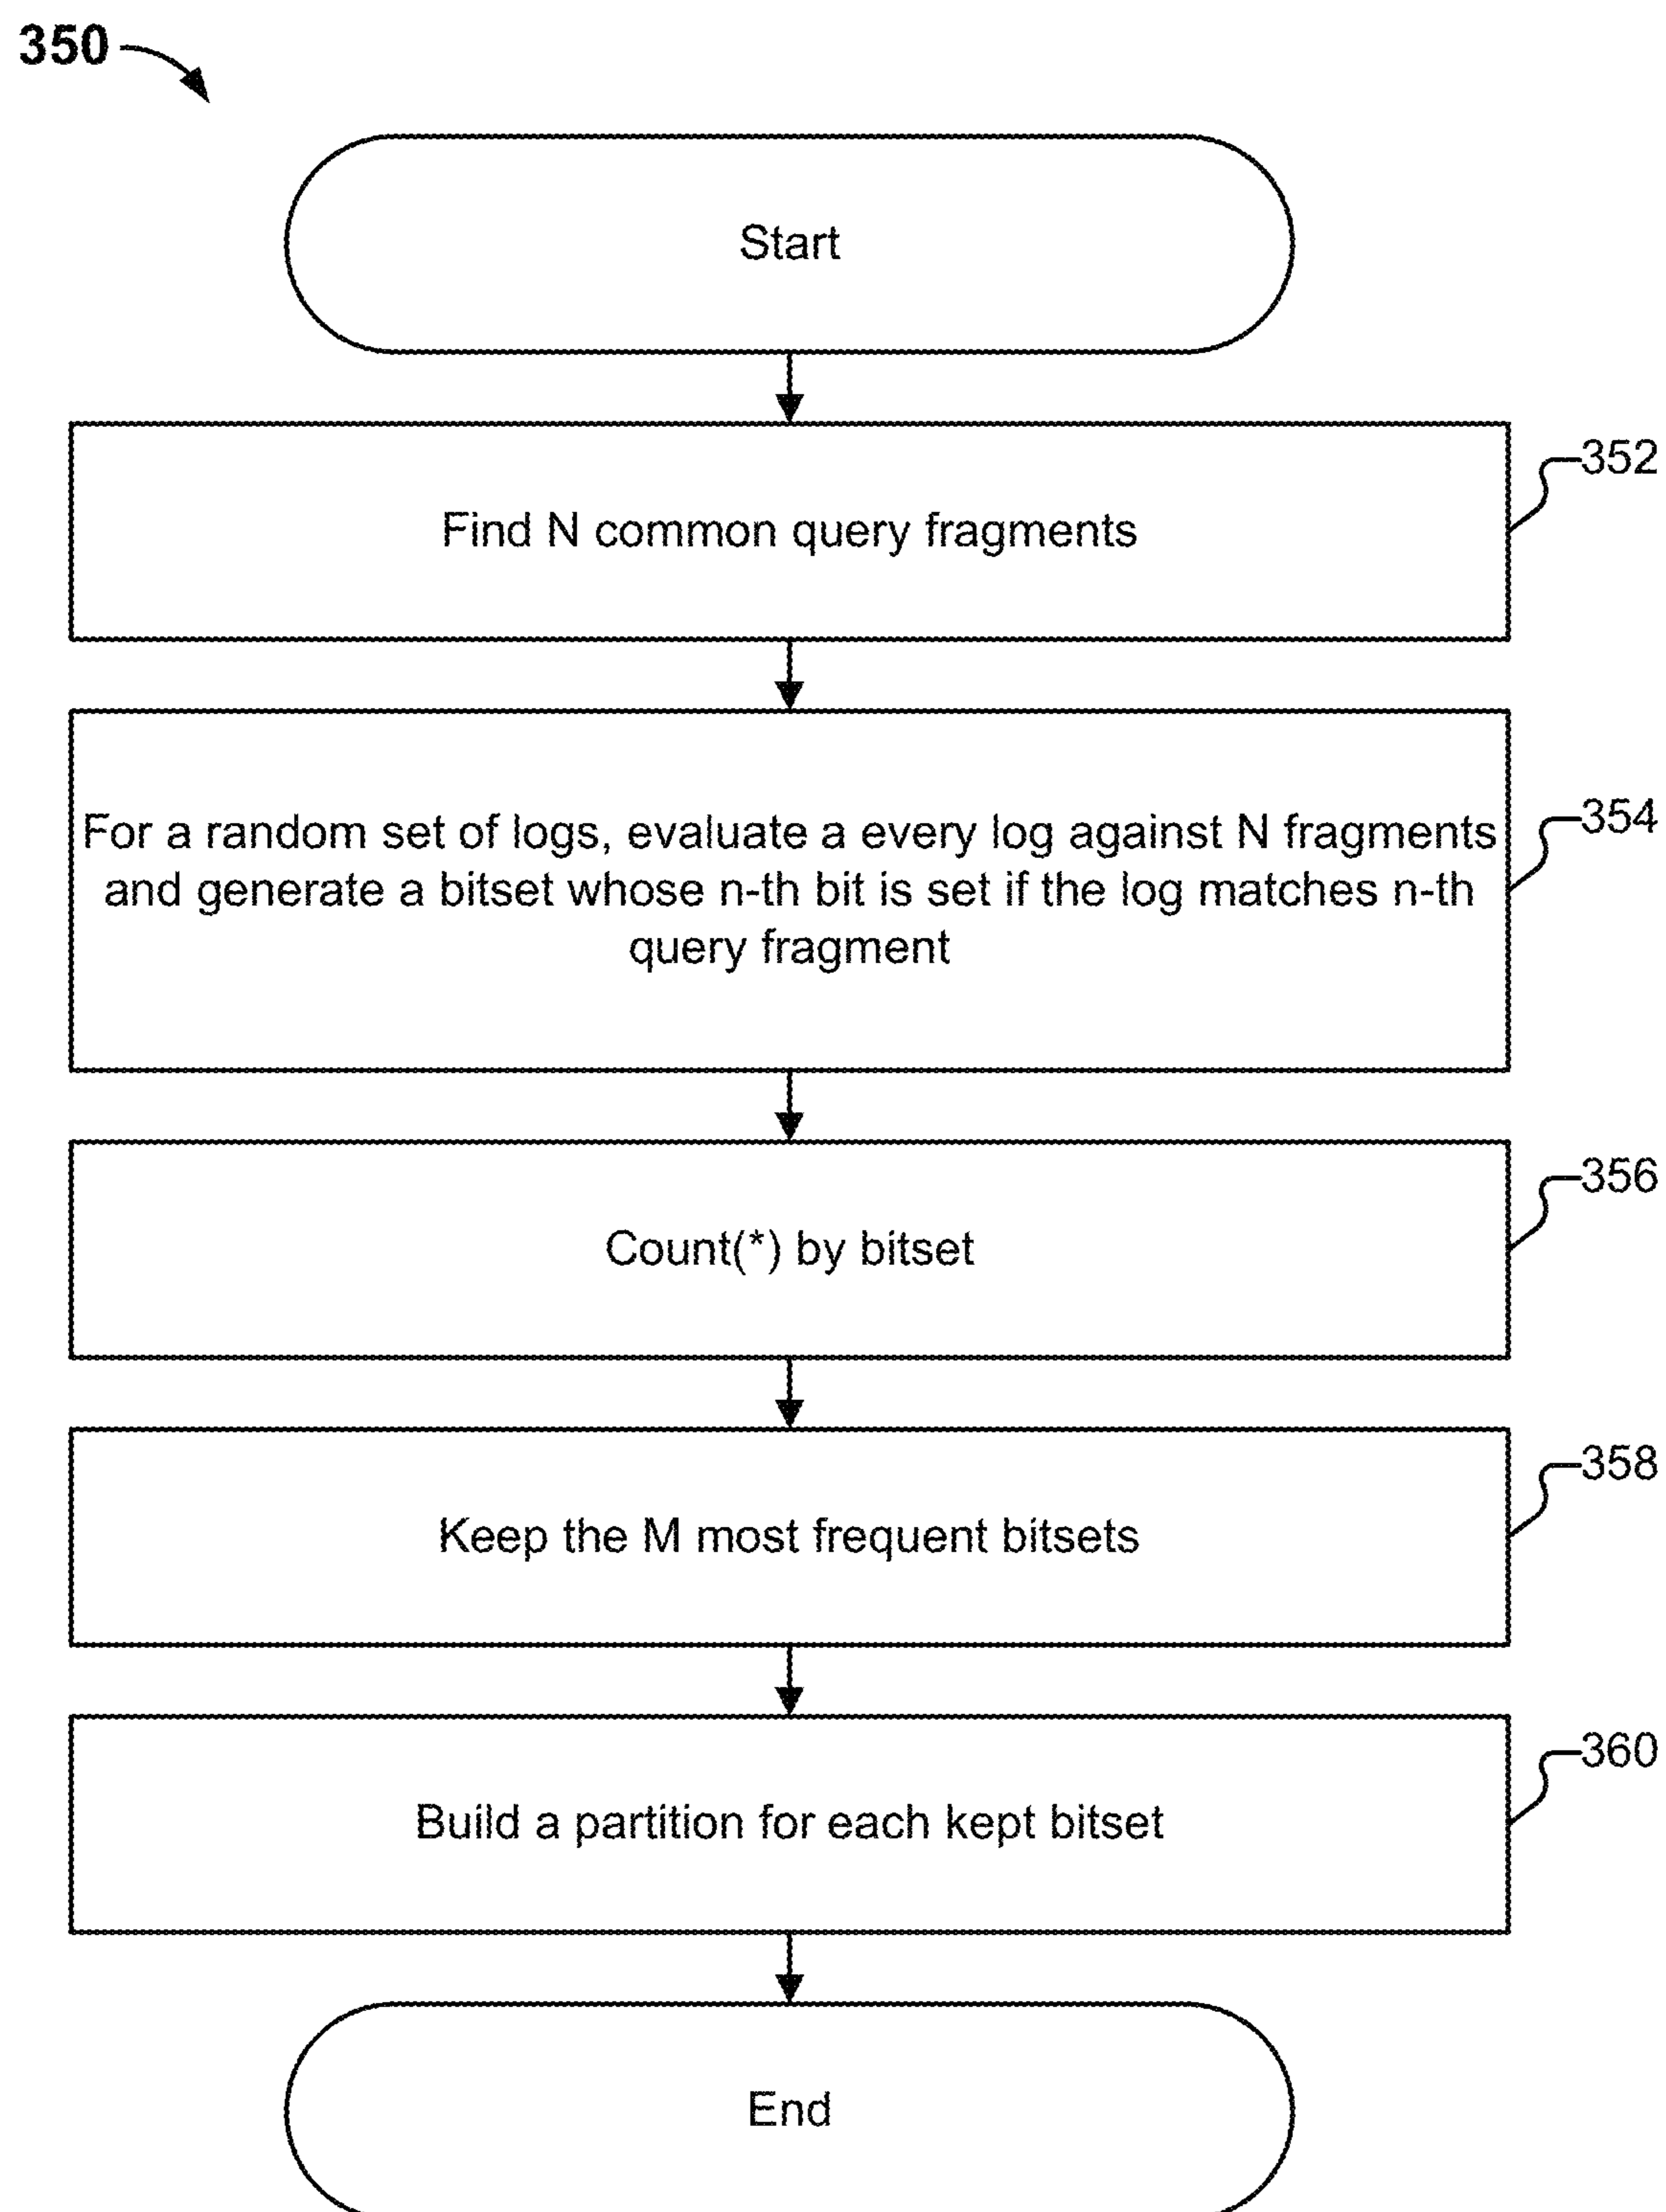 350
Start
Find N common query fragments
352
For a random set of logs, evaluate a every log against N fragments
and generate a bitset whose n-th bit is set if the log matches n-th
query fragment
354
Count(*) by bitset
356
Keep the M most frequent bitsets
358
Build a partition for each kept bitset
360
End